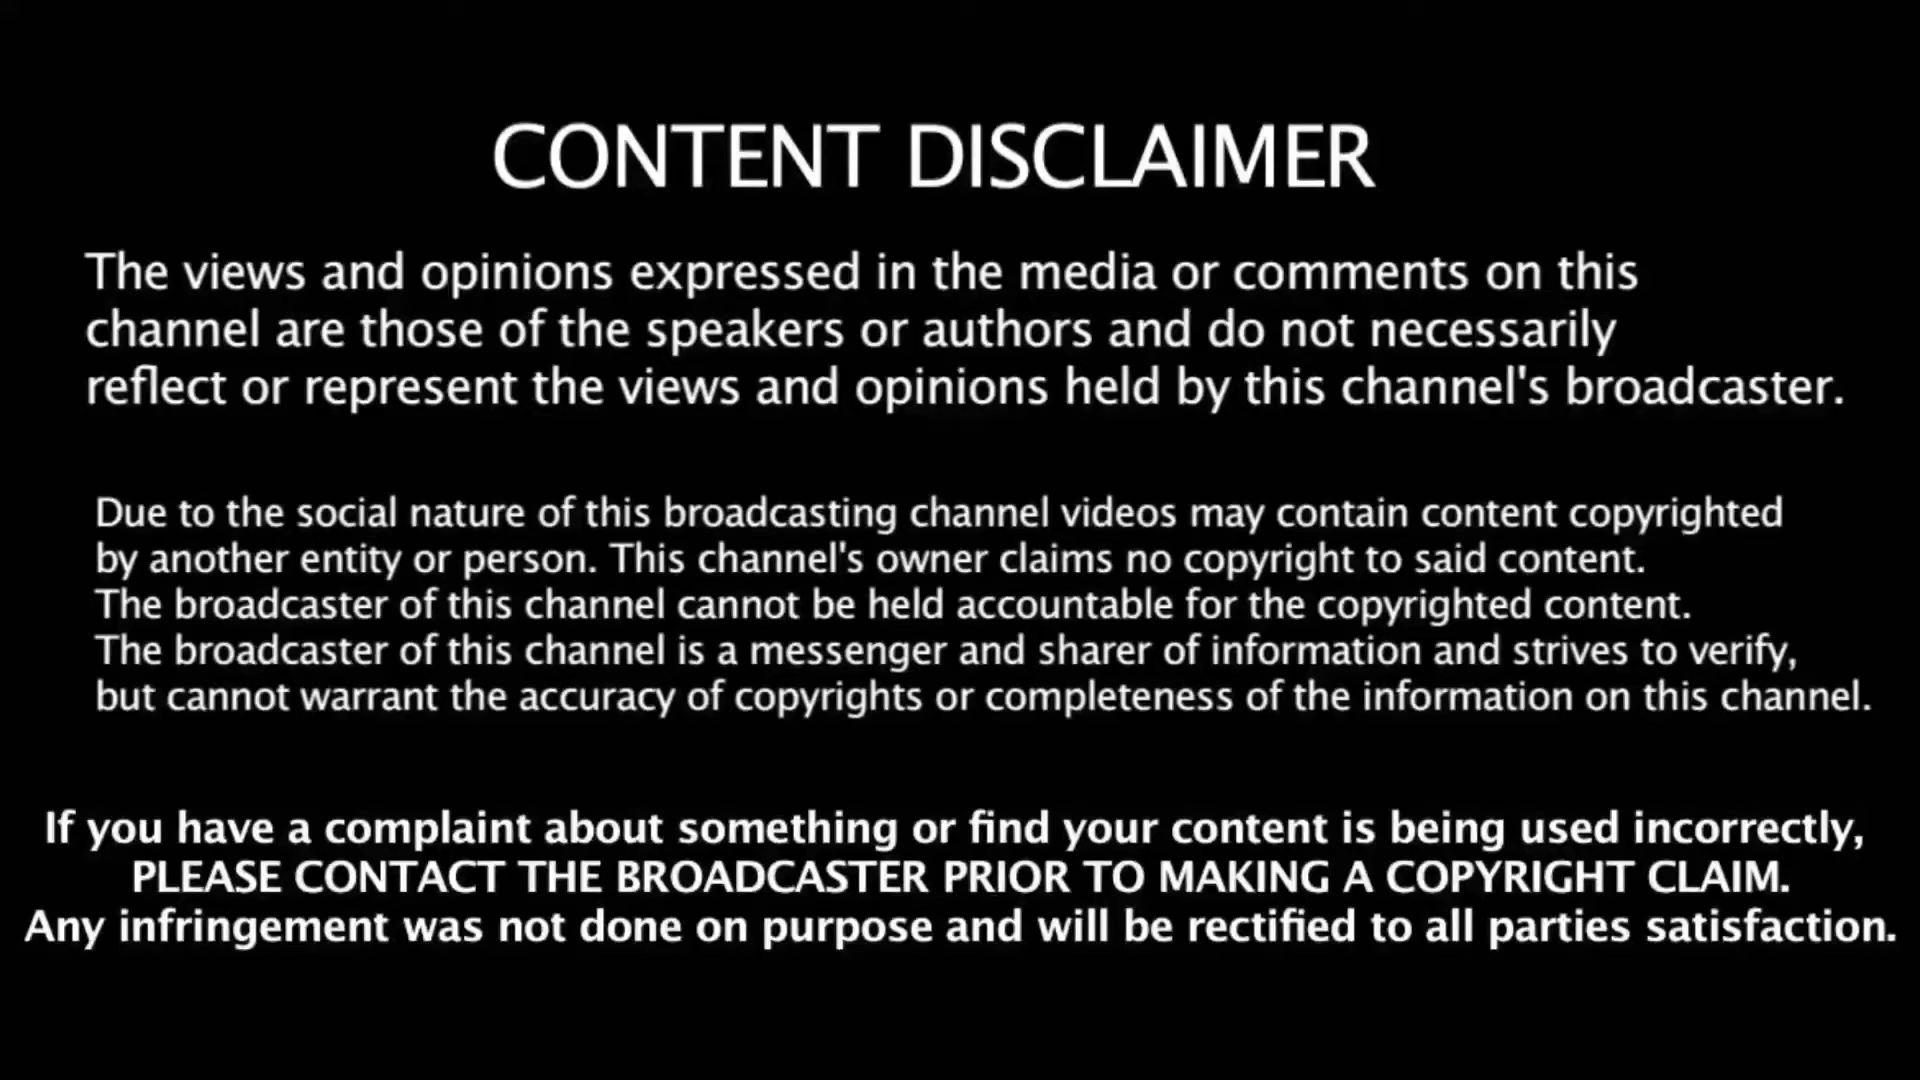 CONTENT DISCLAIMER
The views and opinions expressed in the media or comments on this
channel are those of the speakers or authors and do not necessarily
reflect or represent the views and opinions held by this channel's broadcaster.
Due to the social nature of this broadcasting channel videos may contain content copyrighted
by another entity or person. This channel's owner claims no copyright to said content.
The broadcaster of this channel cannot be held accountable for the copyrighted content.
The broadcaster of this channel is a messenger and sharer of information and strives to verify,
but cannot warrant the accuracy of copyrights or completeness of the information on this channel.
If you have a complaint about something or find your content is being used incorrectly,
PLEASE CONTACT THE BROADCASTER PRIOR TO MAKING A COPYRIGHT CLAIM.
Any infringement was not done on purpose and will be rectified to all parties satisfaction.